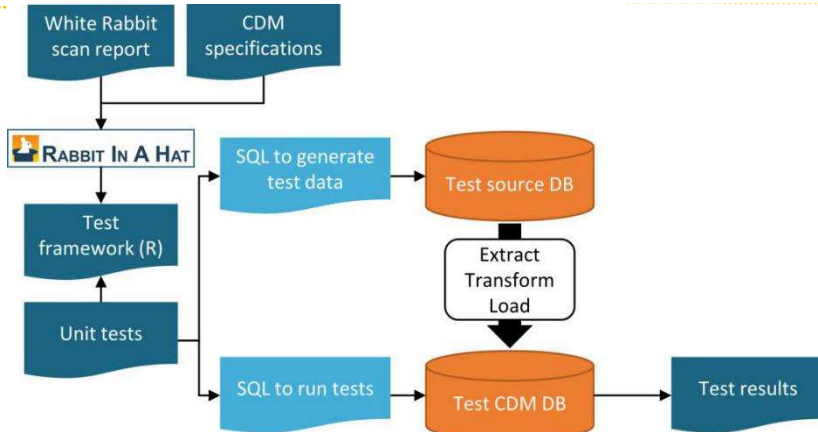 White Rabbit
scan report
CDM
specifications
RABBIT IN A HAT
SQL to generate
test data
Test source DB
Test
framework (R)
Extract
Transform
Load
Unit tests
SQL to run tests
Test CDM DB
Test results